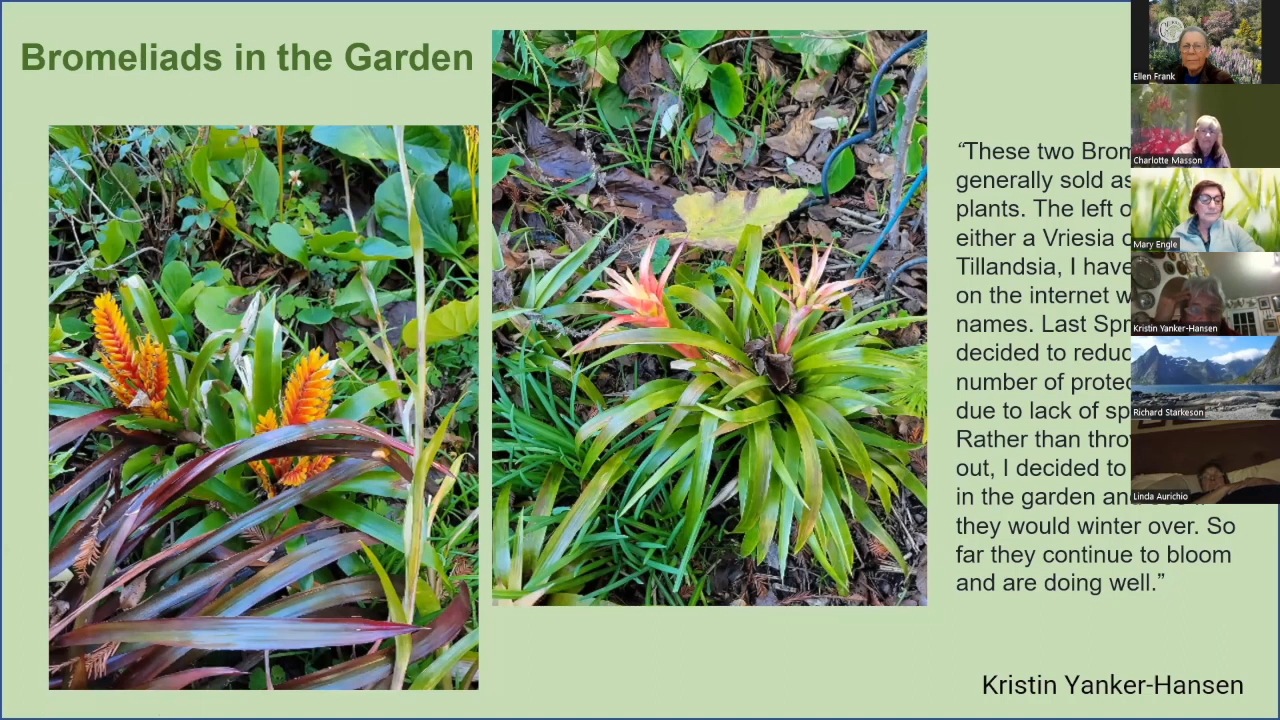 Bromeliads in the Garden
“These two Brom
generally sold as
plants. The left o
either a Vriesia
Tillandsia, I have
on the internet w
names. Last Spr
decided to reduc
number of protec
due to lack of sp
Rather than throw
out, I decided to
in the garden and
they would winter over. So
far they continue to bloom
and are doing well.”
Kristin Yanker-Hansen
Ellen Frank
Charlotte Masson
Mary Engle
Kristin Yanker-Hansen
Richard Starkeson
Linda Aurichio